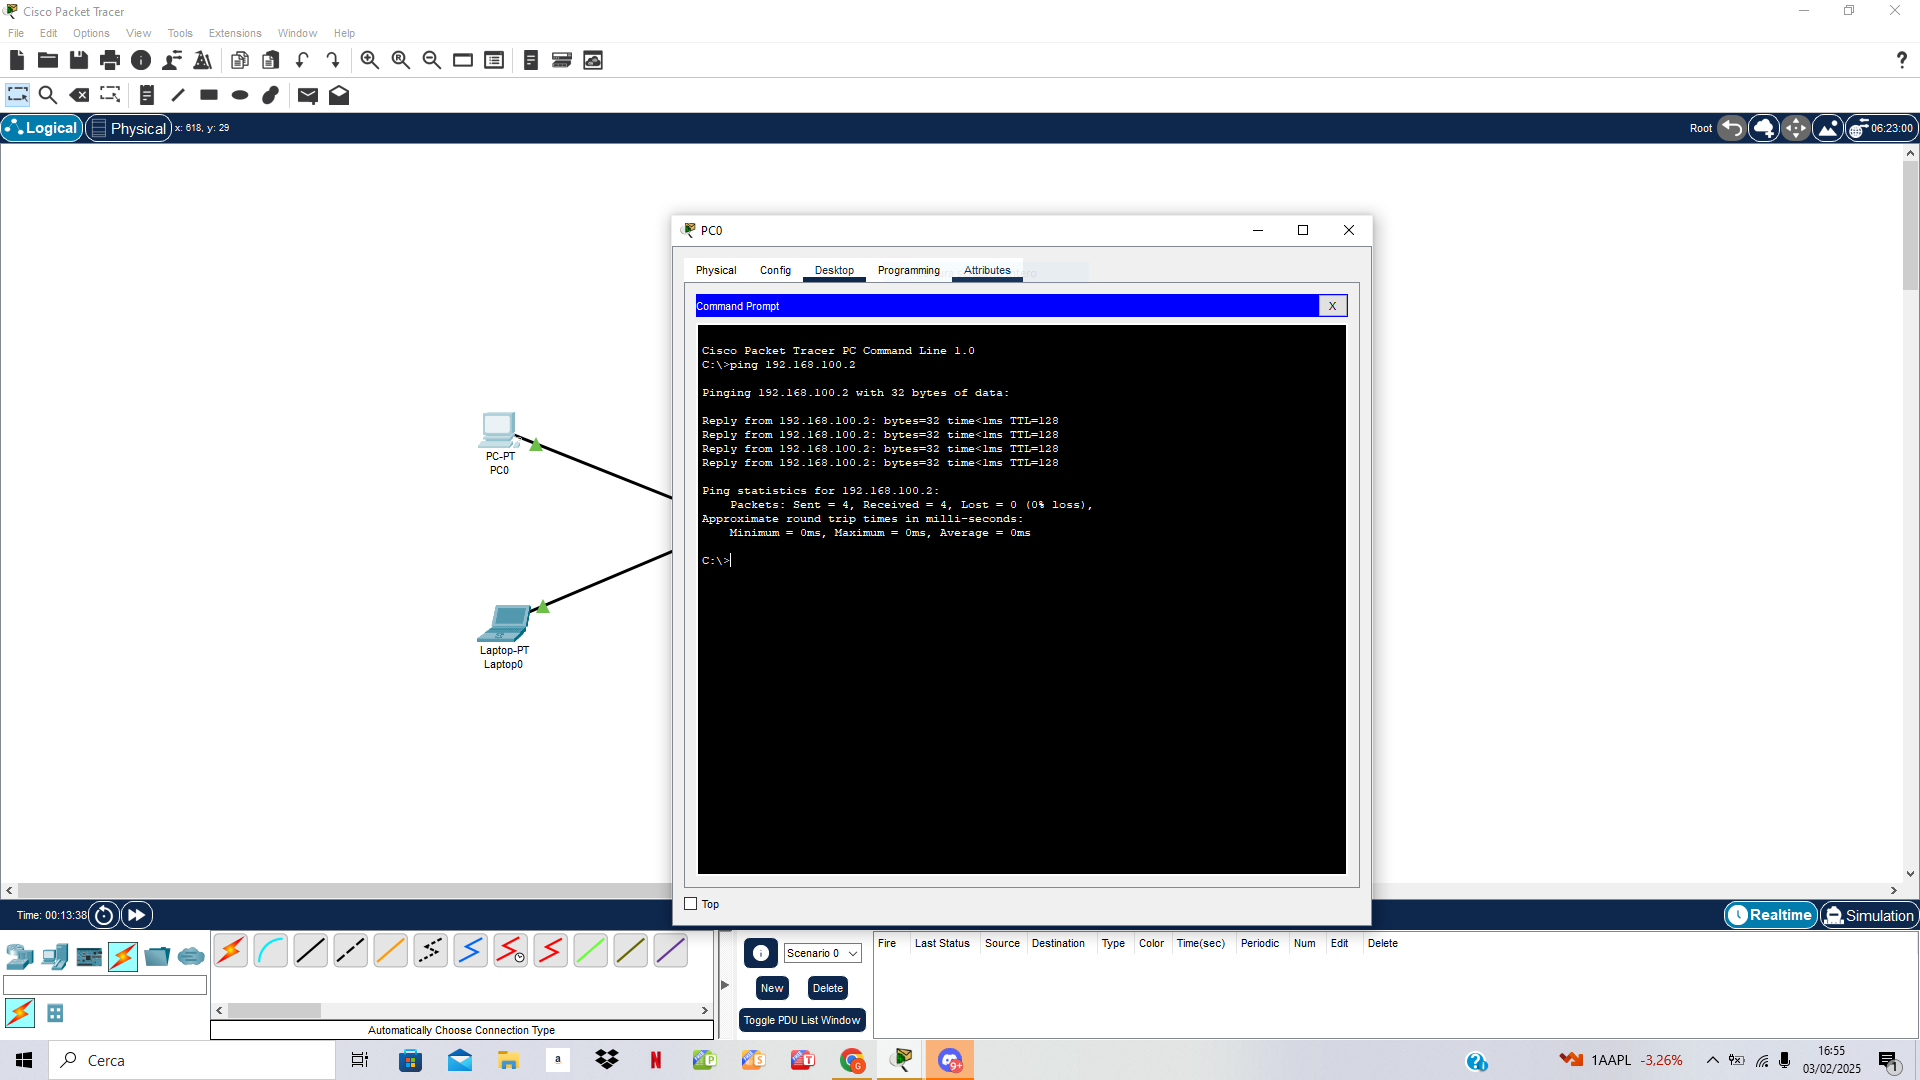 Cisco Packet Tracer
File Edit Options View Tools Extensions Window Help
?
Logical Physical x: 618, y: 29 Root 06:23:00
PC0
Physical Config Desktop Programming Attributes
Command Prompt X
Cisco Packet Tracer PC Command Line 1.0
C:\>ping 192.168.100.2
Pinging 192.168.100.2 with 32 bytes of data:
Reply from 192.168.100.2: bytes=32 time<1ms TTL=128
Reply from 192.168.100.2: bytes=32 time<1ms TTL=128
Reply from 192.168.100.2: bytes=32 time<1ms TTL=128
Reply from 192.168.100.2: bytes=32 time<1ms TTL=128
Ping statistics for 192.168.100.2:
Packets: Sent = 4, Received = 4, Lost = 0 (0% loss),
Approximate round trip times in milli-seconds:
Minimum = 0ms, Maximum = 0ms, Average = 0ms
C:\>
PC-PT
PC0
Laptop-PT
Laptop0
Top
Time: 00:13:38 Realtime Simulation
Scenario 0
New Delete
Toggle PDU List Window
Fire Last Status Source Destination Type Color Time(sec) Periodic Num Edit Delete
Automatically Choose Connection Type
Cerca
a
N
P
S
T
G
9+
1AAPL -3,26%
16:55
03/02/2025
1